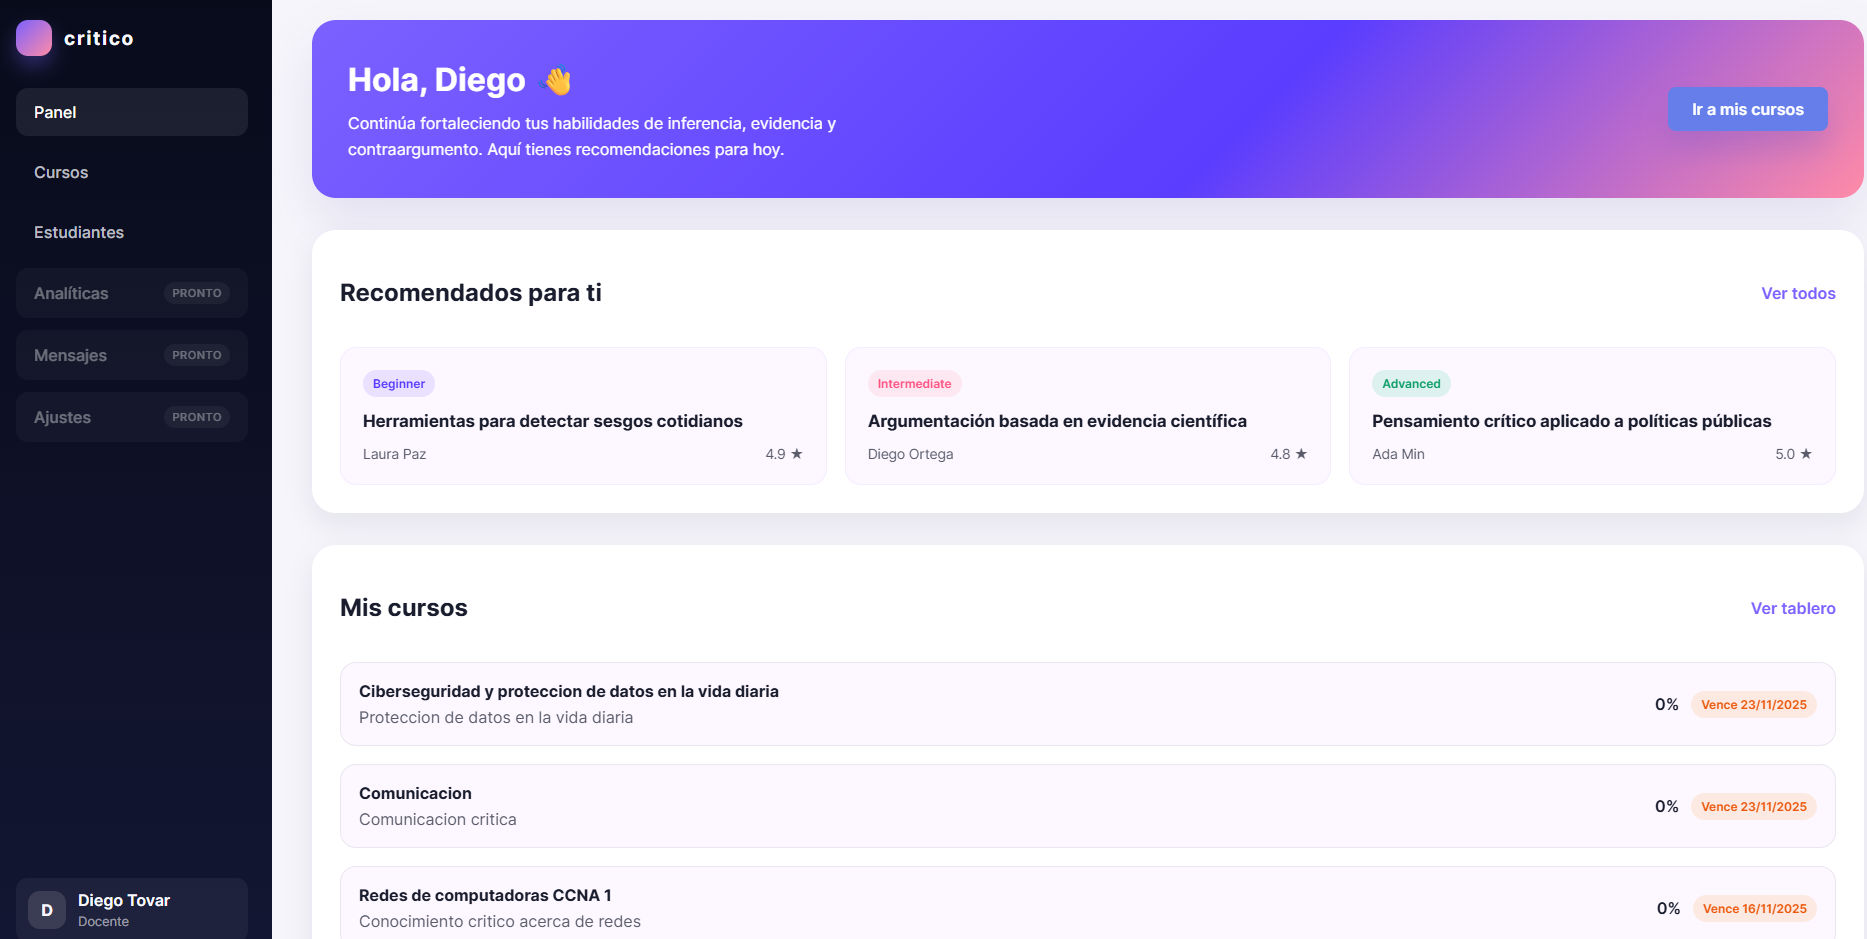 critico
Panel
Cursos
Estudiantes
Analíticas PRONTO
Mensajes PRONTO
Ajustes PRONTO
D
Diego Tovar
Docente
Hola, Diego 👋
Continúa fortaleciendo tus habilidades de inferencia, evidencia y
contraargumento. Aquí tienes recomendaciones para hoy.
Ir a mis cursos
Recomendados para ti
Ver todos
Beginner
Herramientas para detectar sesgos cotidianos
Laura Paz 4.9 ★
Intermediate
Argumentación basada en evidencia científica
Diego Ortega 4.8 ★
Advanced
Pensamiento crítico aplicado a políticas públicas
Ada Min 5.0 ★
Mis cursos
Ver tablero
Ciberseguridad y proteccion de datos en la vida diaria
Proteccion de datos en la vida diaria
0% Vence 23/11/2025
Comunicacion
Comunicacion critica
0% Vence 23/11/2025
Redes de computadoras CCNA 1
Conocimiento critico acerca de redes
0% Vence 16/11/2025